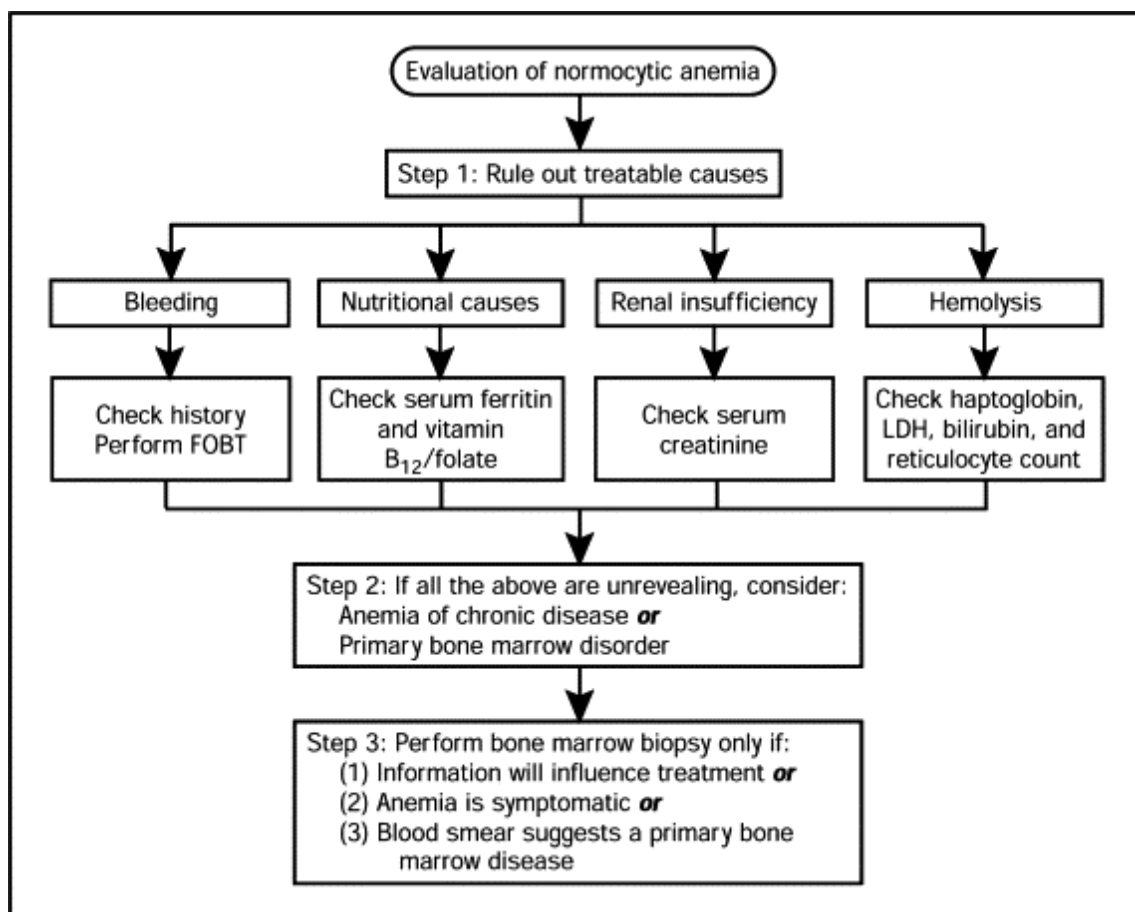 Evaluation of normocytic anemia
Step 1: Rule out treatable causes
Bleeding
Nutritional causes
Renal insufficiency
Hemolysis
Check history
Perform FOBT
Check serum ferritin
and vitamin
B12/folate
Check serum
creatinine
Check haptoglobin,
LDH, bilirubin, and
reticulocyte count
Step 2: If all the above are unrevealing, consider:
Anemia of chronic disease or
Primary bone marrow disorder
Step 3: Perform bone marrow biopsy only if:
(1) Information will influence treatment or
(2) Anemia is symptomatic or
(3) Blood smear suggests a primary bone
marrow disease